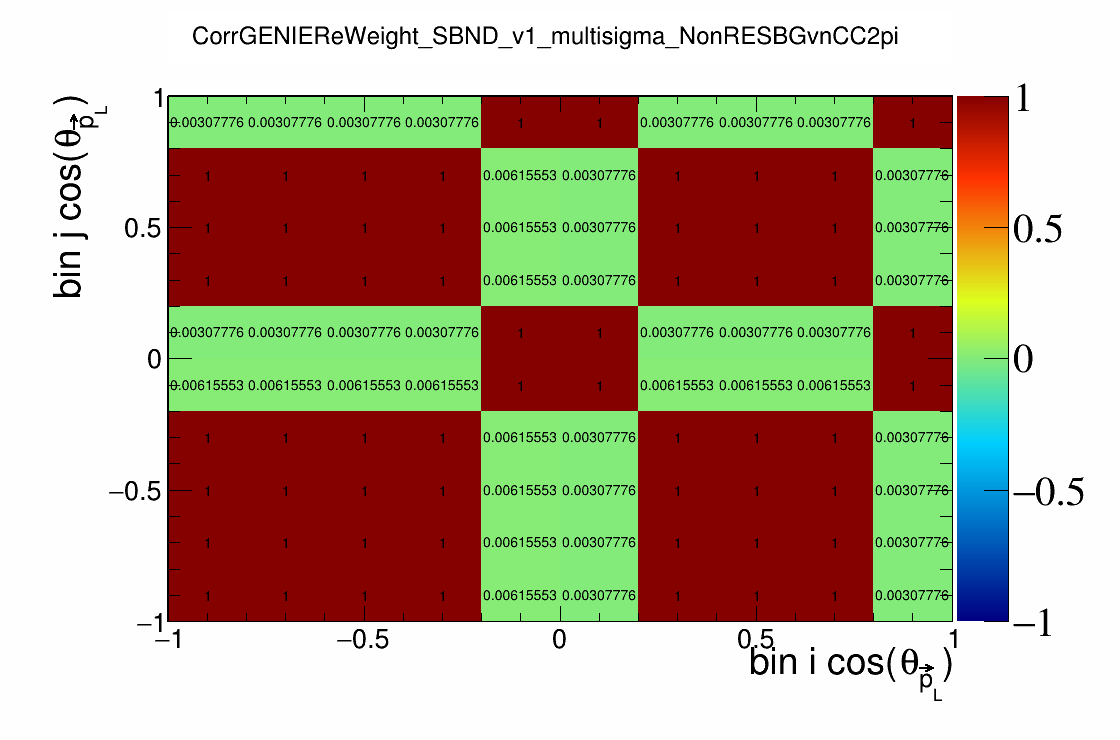 CorrGENIEReWeight_SBND_v1_multisigma_NonRESBGvnCC2pi
bin j cos(θ_{\vec{p}_L})
1
0.5
0
−0.5
−1
0.00307776 0.00307776 0.00307776 0.00307776 1 1 0.00307776 0.00307776 0.00307776 1
1 1 1 1 0.00615553 0.00307776 1 1 1 0.00307776
1 1 1 1 0.00615553 0.00307776 1 1 1 0.00307776
1 1 1 1 0.00615553 0.00307776 1 1 1 0.00307776
0.00307776 0.00307776 0.00307776 0.00307776 1 1 0.00307776 0.00307776 0.00307776 1
0.00615553 0.00615553 0.00615553 0.00615553 1 1 0.00615553 0.00615553 0.00615553 1
1 1 1 1 0.00615553 0.00307776 1 1 1 0.00307776
1 1 1 1 0.00615553 0.00307776 1 1 1 0.00307776
1 1 1 1 0.00615553 0.00307776 1 1 1 0.00307776
1 1 1 1 0.00615553 0.00307776 1 1 1 0.00307776
−1 −0.5 0 0.5 1
bin i cos(θ_{\vec{p}_L})
1
0.5
0
−0.5
−1